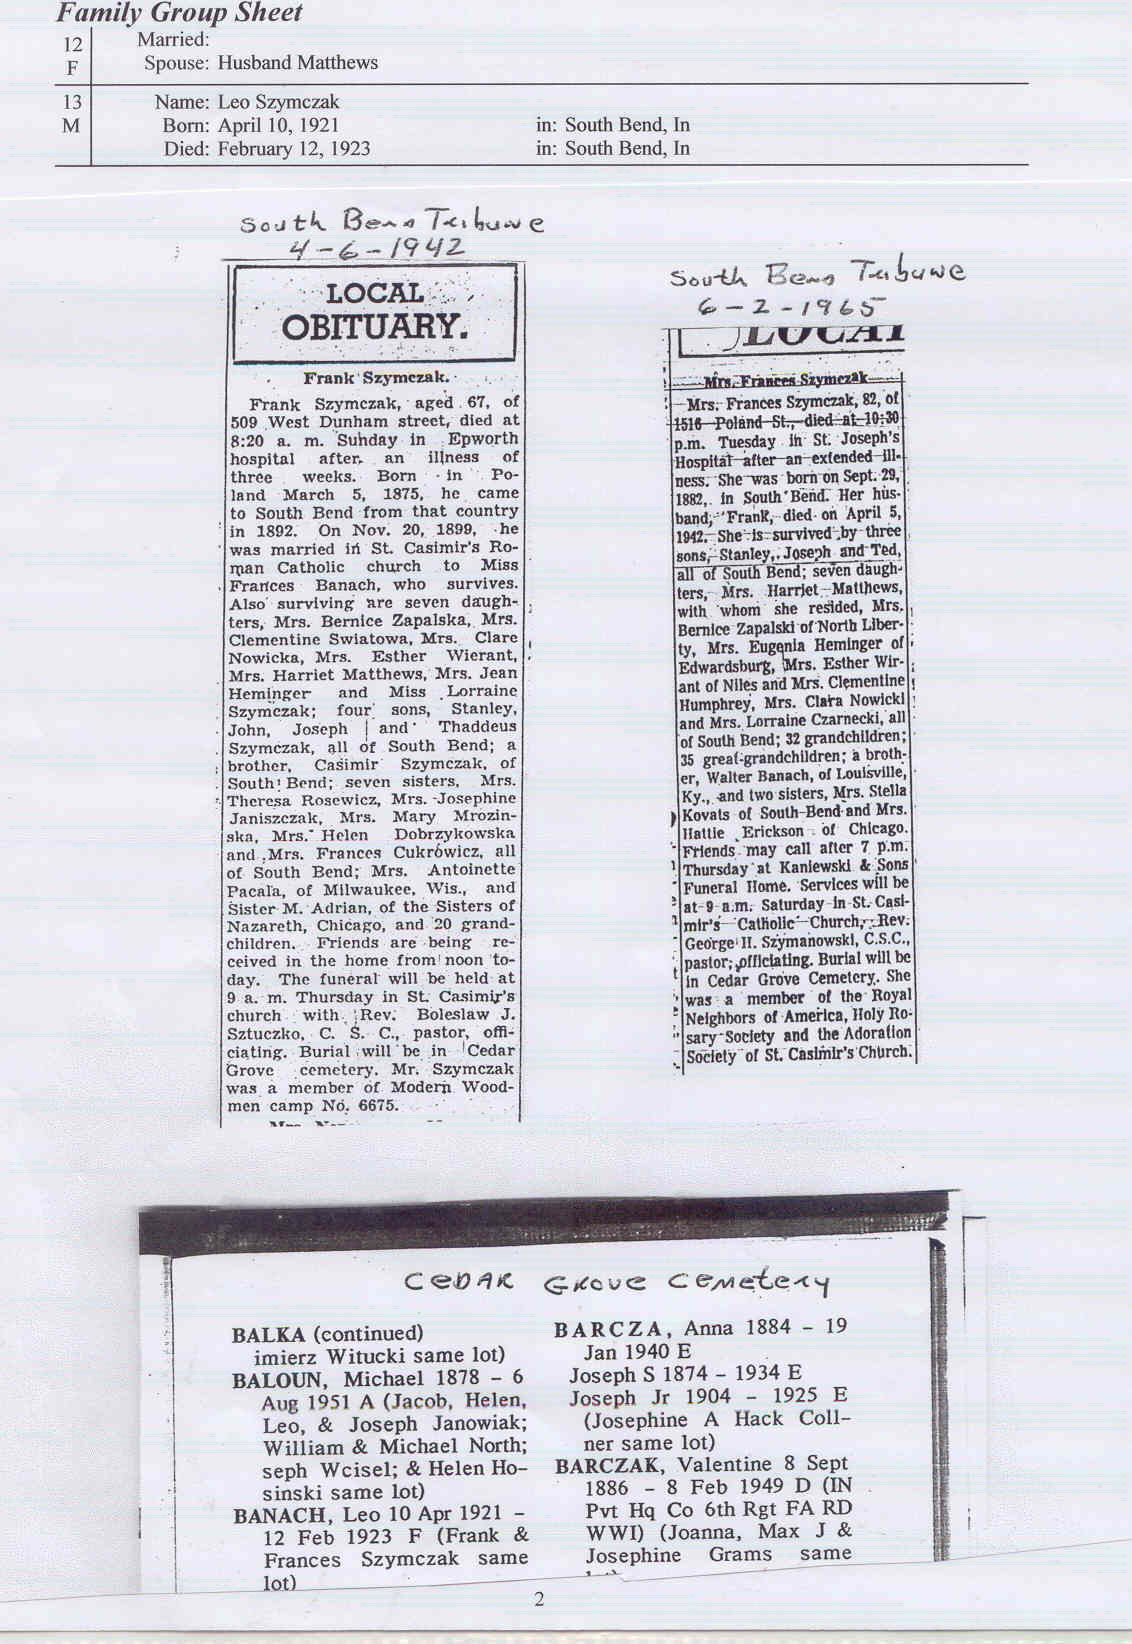 Family Group Sheet
12 Married:
F Spouse: Husband Matthews
13 Name: Leo Szymczak
M Born: April 10, 1921 in: South Bend, In
Died: February 12, 1923 in: South Bend, In
South Bend Tribune
4-6-1942
LOCAL
OBITUARY.
Frank Szymczak.
Frank Szymczak, aged 67, of
509 West Dunham street, died at
8:20 a. m. Sunday in Epworth
hospital after an illness of
three weeks. Born in Po-
land March 5, 1875, he came
to South Bend from that country
in 1892. On Nov. 20, 1899, he
was married in St. Casimir's Ro-
man Catholic church to Miss
Frances Banach, who survives.
Also surviving are seven daugh-
ters, Mrs. Bernice Zapalska, Mrs.
Clementine Swiatowa, Mrs. Clare
Nowicka, Mrs. Esther Wierant,
Mrs. Harriet Matthews, Mrs. Jean
Heminger and Miss Lorraine
Szymczak; four sons, Stanley,
John, Joseph and Thaddeus
Szymczak, all of South Bend; a
brother, Casimir Szymczak, of
South Bend; seven sisters, Mrs.
Theresa Rosewicz, Mrs. Josephine
Janiszczak, Mrs. Mary Mrozin-
ska, Mrs. Helen Dobrzykowska
and Mrs. Frances Cukrowicz, all
of South Bend; Mrs. Antoinette
Pacala, of Milwaukee, Wis., and
Sister M. Adrian, of the Sisters of
Nazareth, Chicago, and 20 grand-
children. Friends are being re-
ceived in the home from noon to-
day. The funeral will be held at
9 a. m. Thursday in St. Casimir's
church with Rev. Boleslaw J.
Sztuczko, C. S. C., pastor, offi-
ciating. Burial will be in Cedar
Grove cemetery. Mr. Szymczak
was a member of Modern Wood-
men camp No. 6675.
South Bend Tribune
6-2-1965
LOCAL
Mrs. Frances Szymczak
Mrs. Frances Szymczak, 82, of
1516 Poland St., died at 10:30
p.m. Tuesday in St. Joseph's
Hospital after an extended ill-
ness. She was born on Sept. 29,
1882, in South Bend. Her hus-
band, Frank, died on April 5,
1942. She is survived by three
sons, Stanley, Joseph and Ted,
all of South Bend; seven daugh-
ters, Mrs. Harriet Matthews,
with whom she resided, Mrs.
Bernice Zapalski of North Liber-
ty, Mrs. Eugenia Heminger of
Edwardsburg, Mrs. Esther Wir-
ant of Niles and Mrs. Clementine
Humphrey, Mrs. Clara Nowicki
and Mrs. Lorraine Czarnecki, all
of South Bend; 32 grandchildren;
35 great-grandchildren; a broth-
er, Walter Banach, of Louisville,
Ky., and two sisters, Mrs. Stella
Kovats of South Bend and Mrs.
Hattie Erickson of Chicago.
Friends may call after 7 p.m.
Thursday at Kaniewski & Sons
Funeral Home. Services will be
at 9 a.m. Saturday in St. Casi-
mir's Catholic Church, Rev.
George H. Szymanowski, C.S.C.,
pastor, officiating. Burial will be
in Cedar Grove Cemetery. She
was a member of the Royal
Neighbors of America, Holy Ro-
sary Society and the Adoration
Society of St. Casimir's Church.
CEDAR GROVE CEMETERY
BALKA (continued)
imierz Witucki same lot)
BALOUN, Michael 1878 - 6
Aug 1951 A (Jacob, Helen,
Leo, & Joseph Janowiak;
William & Michael North;
seph Wcisel; & Helen Ho-
sinski same lot)
BANACH, Leo 10 Apr 1921 -
12 Feb 1923 F (Frank &
Frances Szymczak same
lot)
BARCZA, Anna 1884 - 19
Jan 1940 E
Joseph S 1874 - 1934 E
Joseph Jr 1904 - 1925 E
(Josephine A Hack Coll-
ner same lot)
BARCZAK, Valentine 8 Sept
1886 - 8 Feb 1949 D (IN
Pvt Hq Co 6th Rgt FA RD
WWI) (Joanna, Max J &
Josephine Grams same
2